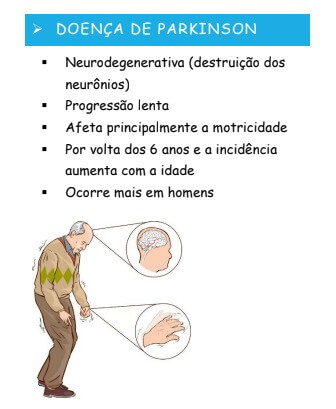 ➢ DOENÇA DE PARKINSON
▪ Neurodegenerativa (destruição dos
neurônios)
▪ Progressão lenta
▪ Afeta principalmente a motricidade
▪ Por volta dos 6 anos e a incidência
aumenta com a idade
▪ Ocorre mais em homens